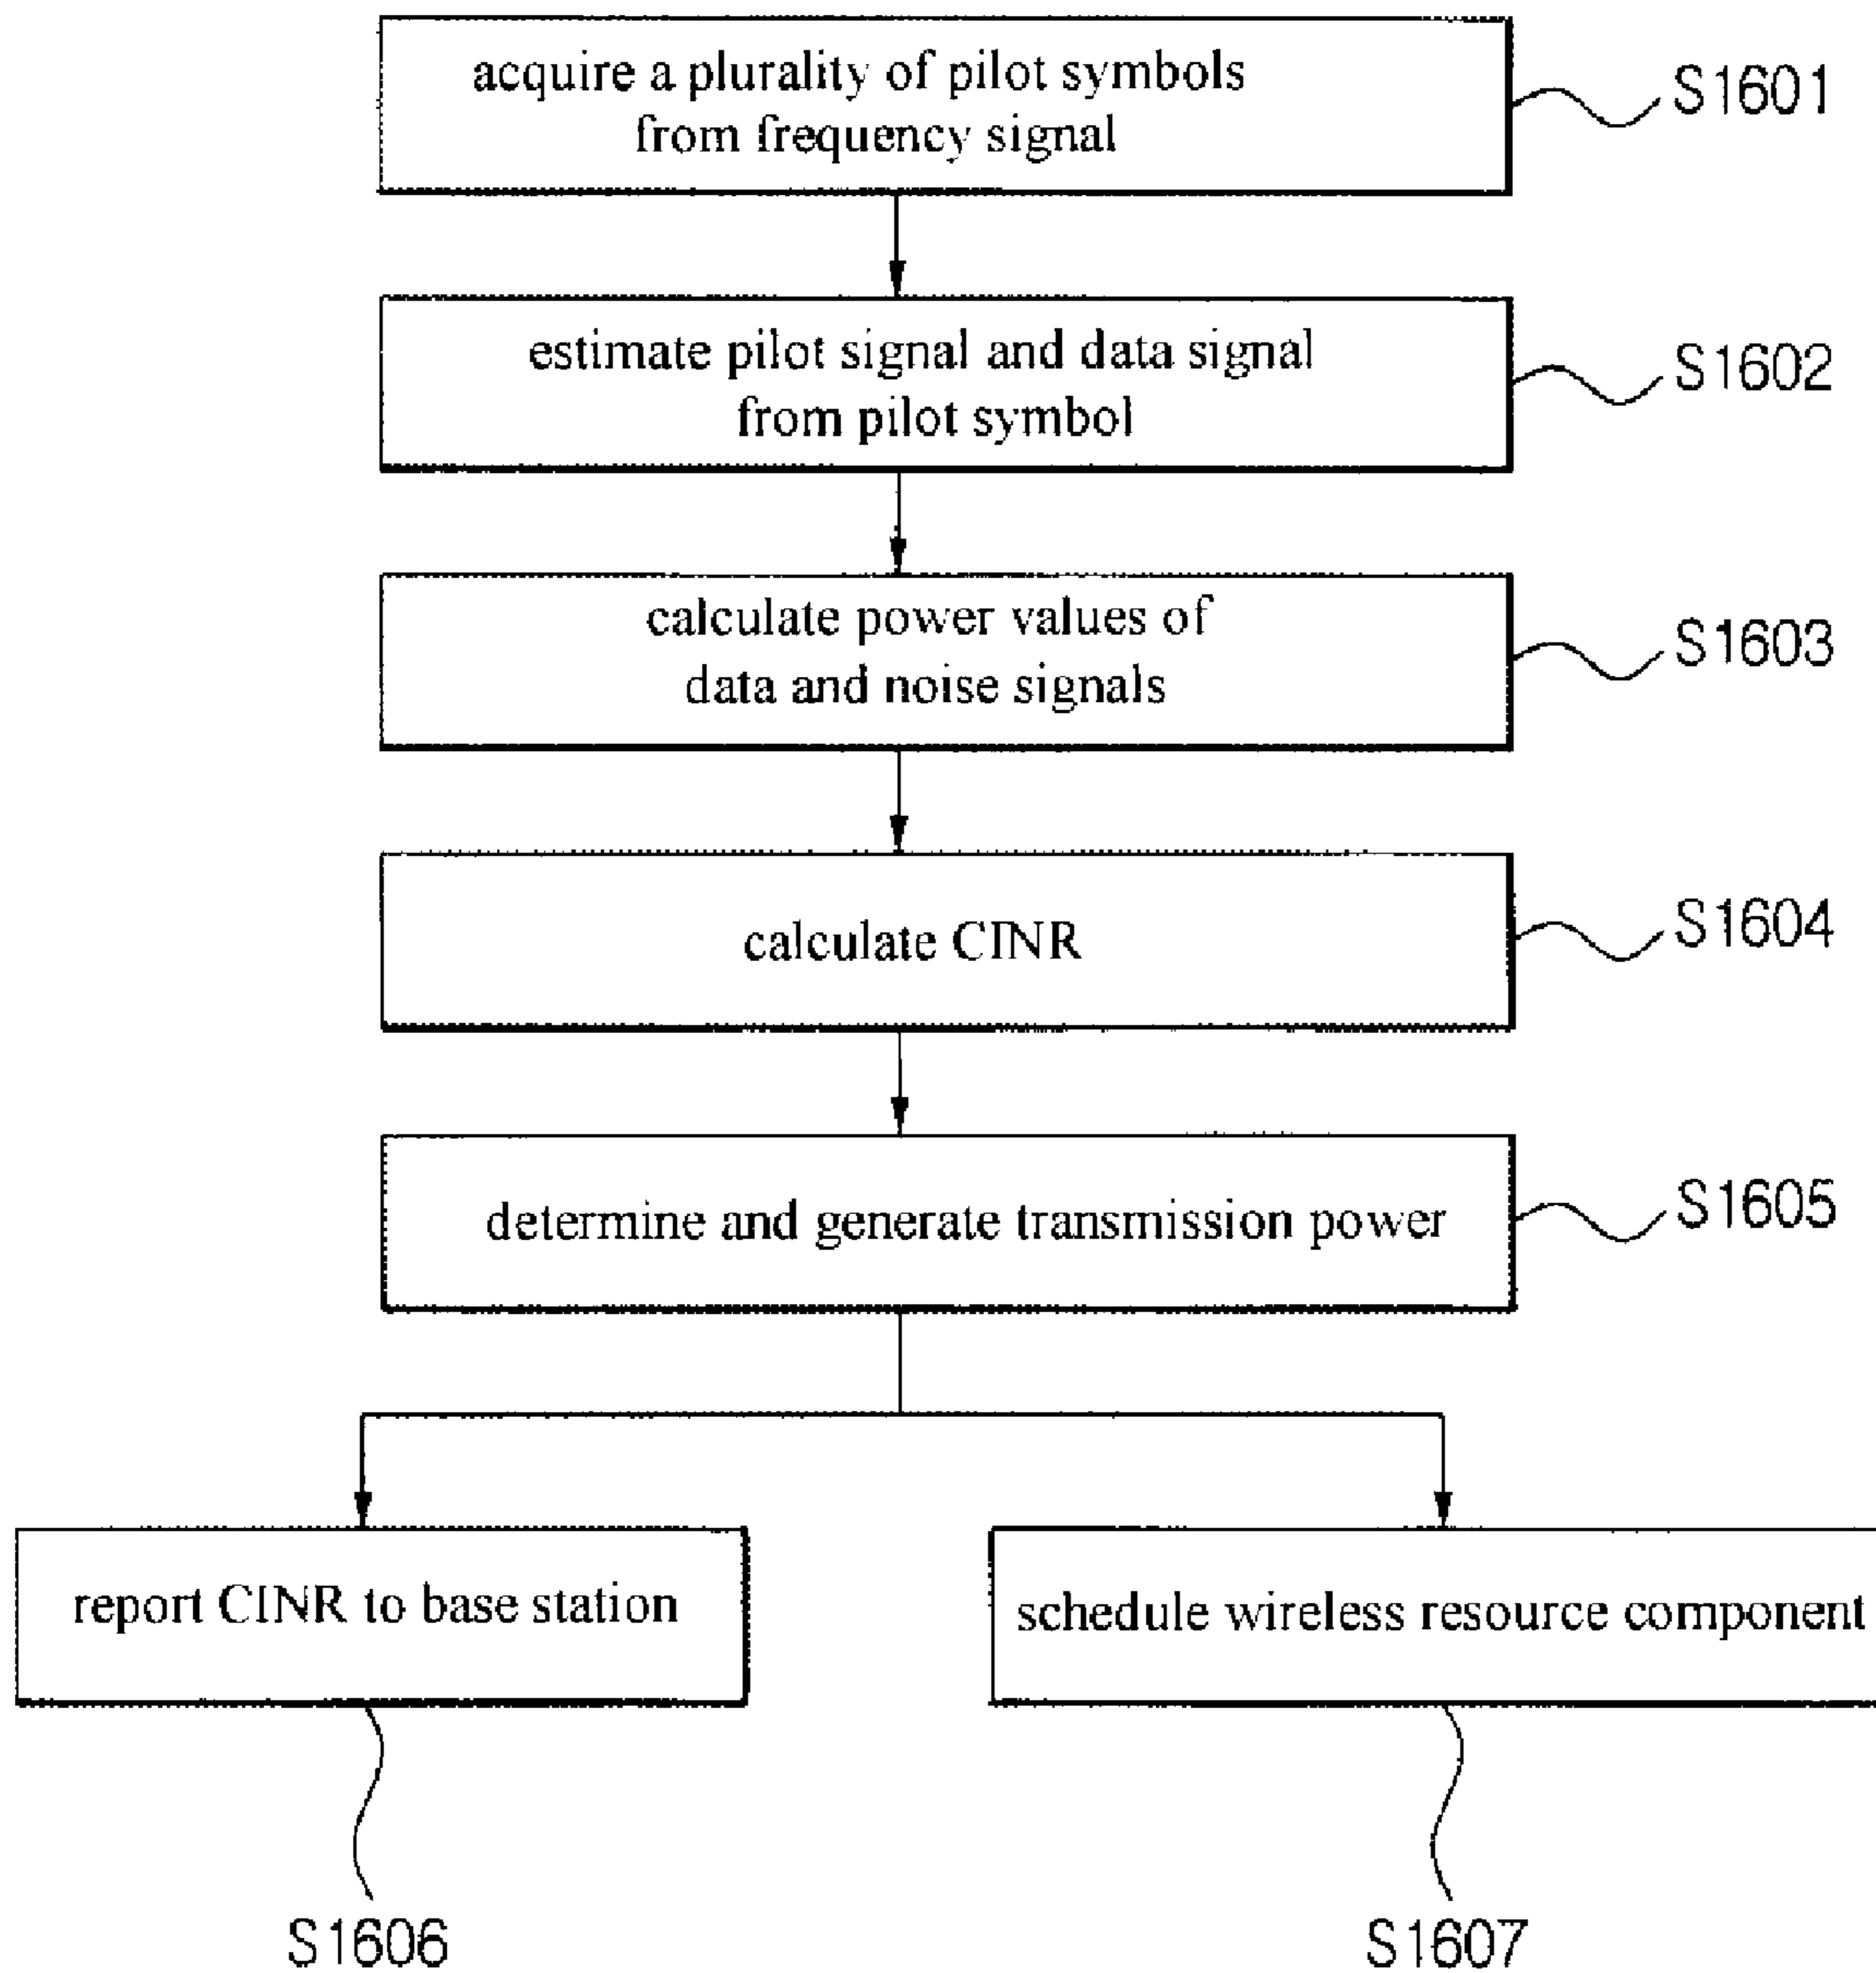 acquire a plurality of pilot symbols
from frequency signal
S1601
estimate pilot signal and data signal
from pilot symbol
S1602
calculate power values of
data and noise signals
S1603
calculate CINR
S1604
determine and generate transmission power
S1605
report CINR to base station
schedule wireless resource component
S1606
S1607